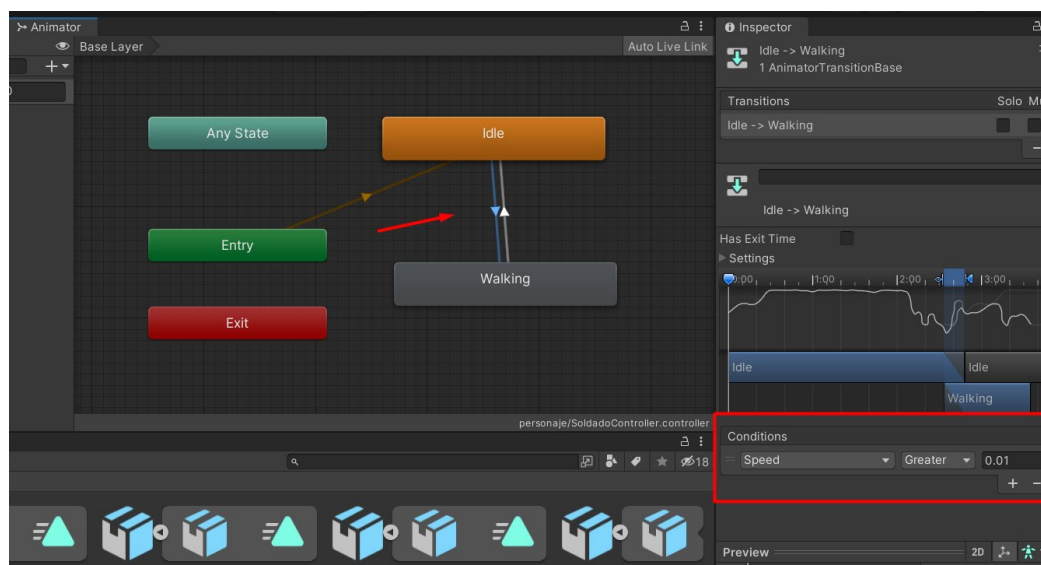 Animator
Base Layer
Auto Live Link
Any State
Idle
Entry
Walking
Exit
personaje/SoldadoController.controller
18
Inspector
Idle -> Walking
1 AnimatorTransitionBase
Transitions
Solo
Idle -> Walking
Idle -> Walking
Has Exit Time
Settings
0:00 1:00 2:00 3:00
Idle Idle
Walking
Conditions
Speed Greater 0.01
Preview 2D